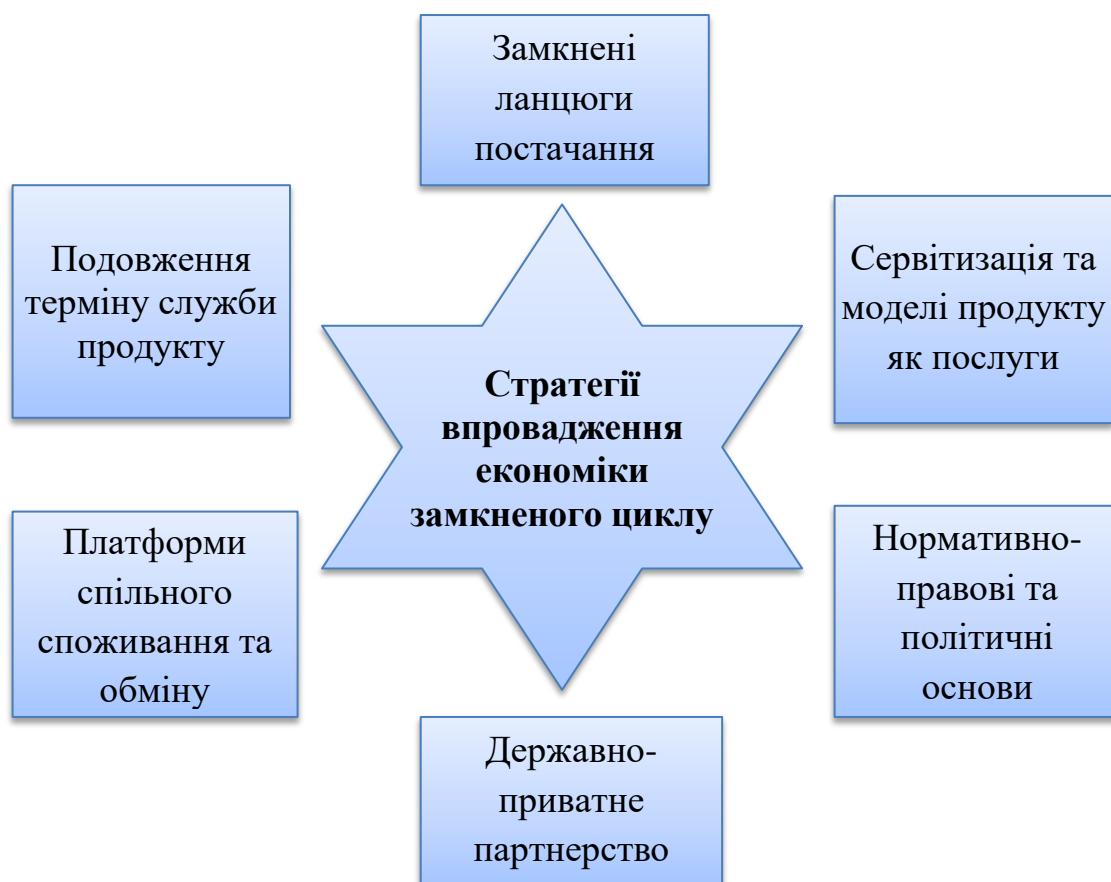 Замкнені
ланцюги
постачання
Подовження
терміну служби
продукту
Сервітизація та
моделі продукту
як послуги
Стратегії
впровадження
економіки
замкненого циклу
Платформи
спільного
споживання та
обміну
Нормативно-
правові та
політичні
основи
Державно-
приватне
партнерство